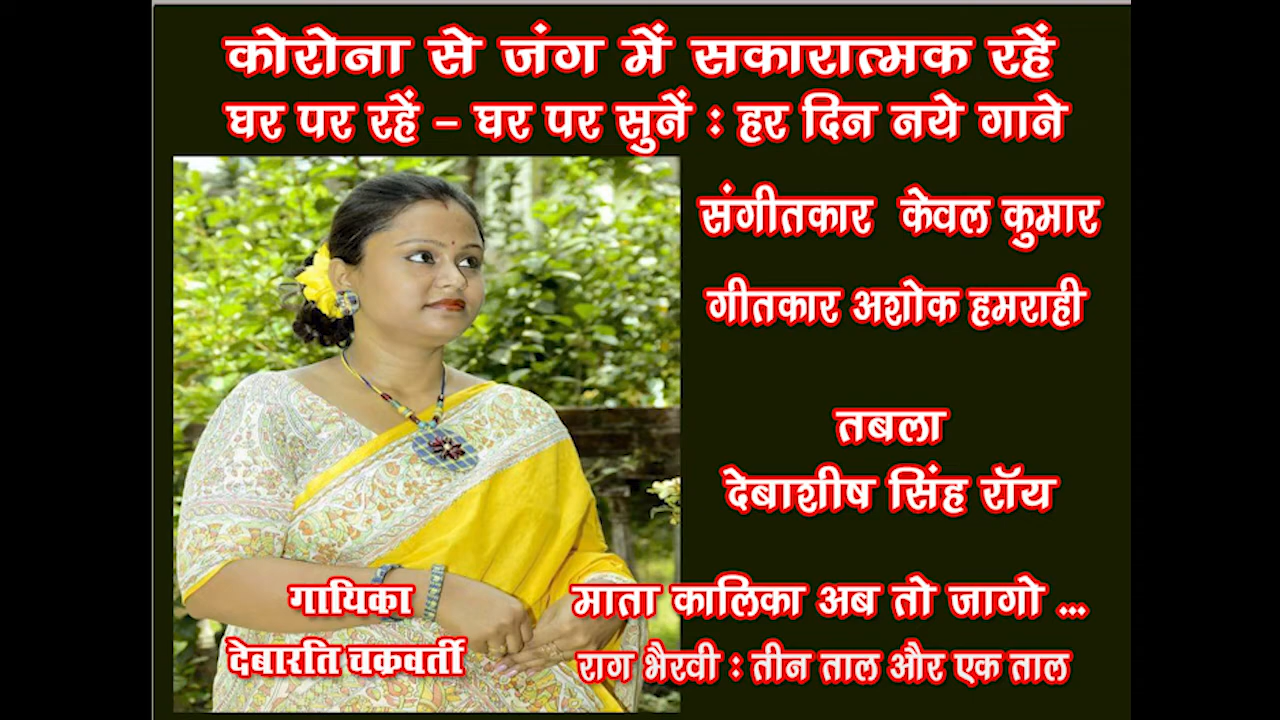 कोरोना से जंग में सकारात्मक रहें
घर पर रहें - घर पर सुनें : हर दिन नये गाने
संगीतकार केवल कुमार
गीतकार अशोक हमराही
तबला
देबाशीष सिंह रॉय
गायिका
देबारति चक्रवर्ती
माता कालिका अब तो जागो ...
राग भैरवी : तीन ताल और एक ताल